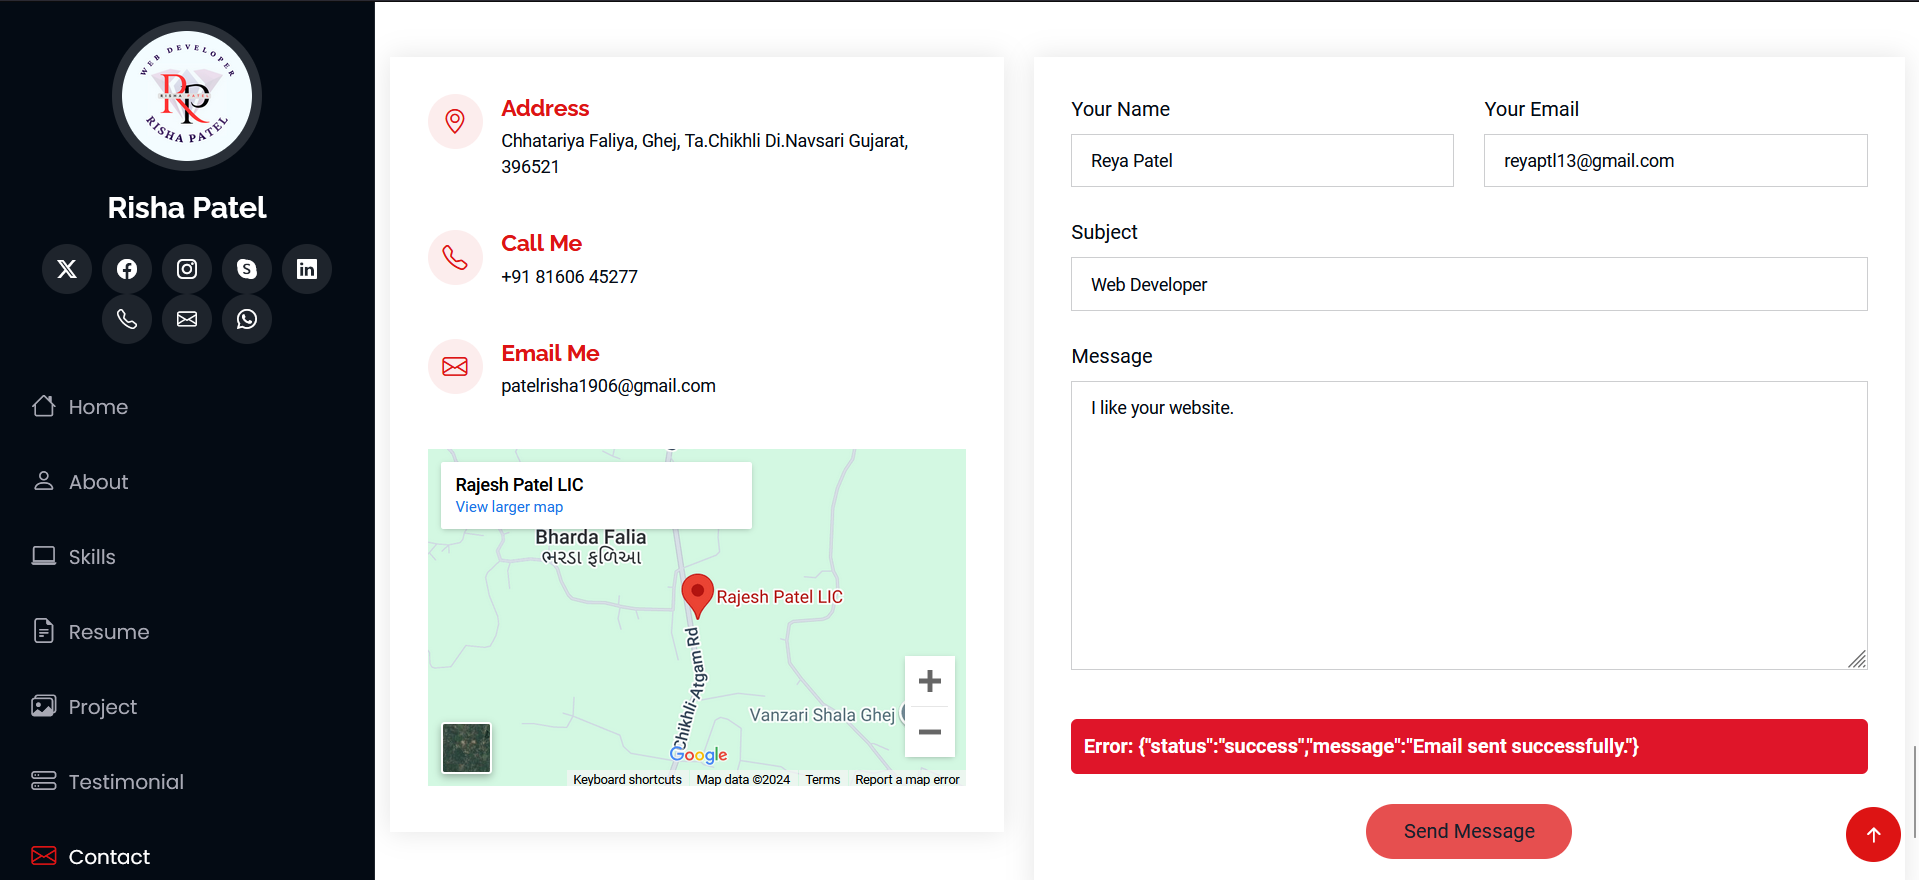 WEB DEVELOPER
RP
RISHA PATEL
RISHA PATEL
Risha Patel
Home
About
Skills
Resume
Project
Testimonial
Contact
Address
Chhatariya Faliya, Ghej, Ta.Chikhli Di.Navsari Gujarat,
396521
Call Me
+91 81606 45277
Email Me
patelrisha1906@gmail.com
Rajesh Patel LIC
View larger map
Bharda Falia
ભરડા ફળિઆ
Rajesh Patel LIC
Chikhli-Atgam Rd
Vanzari Shala Ghej
Google
Keyboard shortcuts Map data ©2024 Terms Report a map error
Your Name Your Email
Reya Patel reyaptl13@gmail.com
Subject
Web Developer
Message
I like your website.
Error: {"status":"success","message":"Email sent successfully."}
Send Message